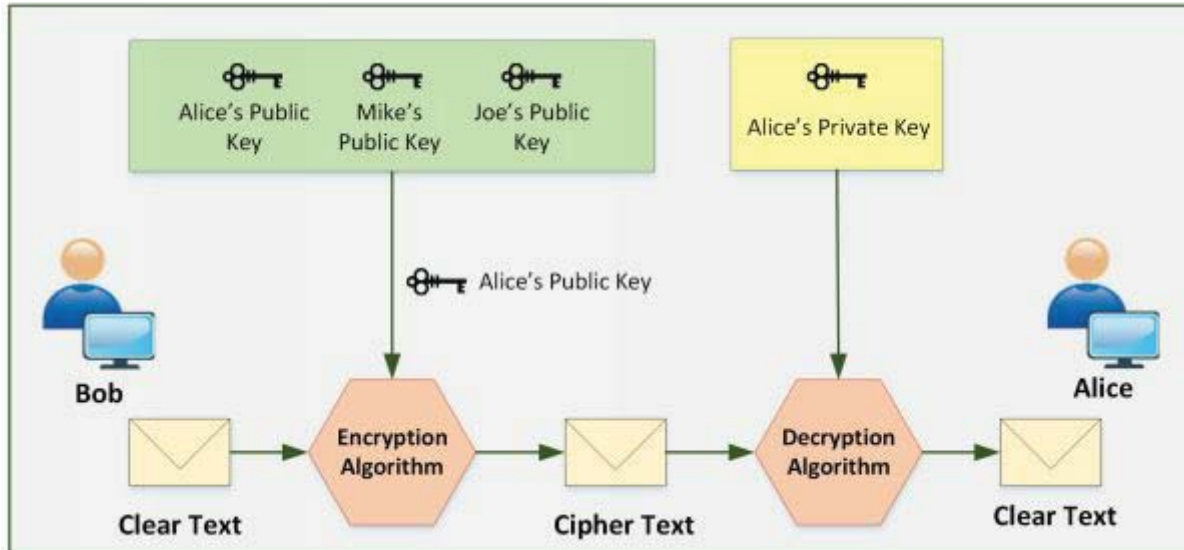 Alice's Public
Key
Mike's
Public Key
Joe's Public
Key
Alice's Private Key
Alice's Public Key
Bob
Alice
Encryption
Algorithm
Decryption
Algorithm
Clear Text
Cipher Text
Clear Text